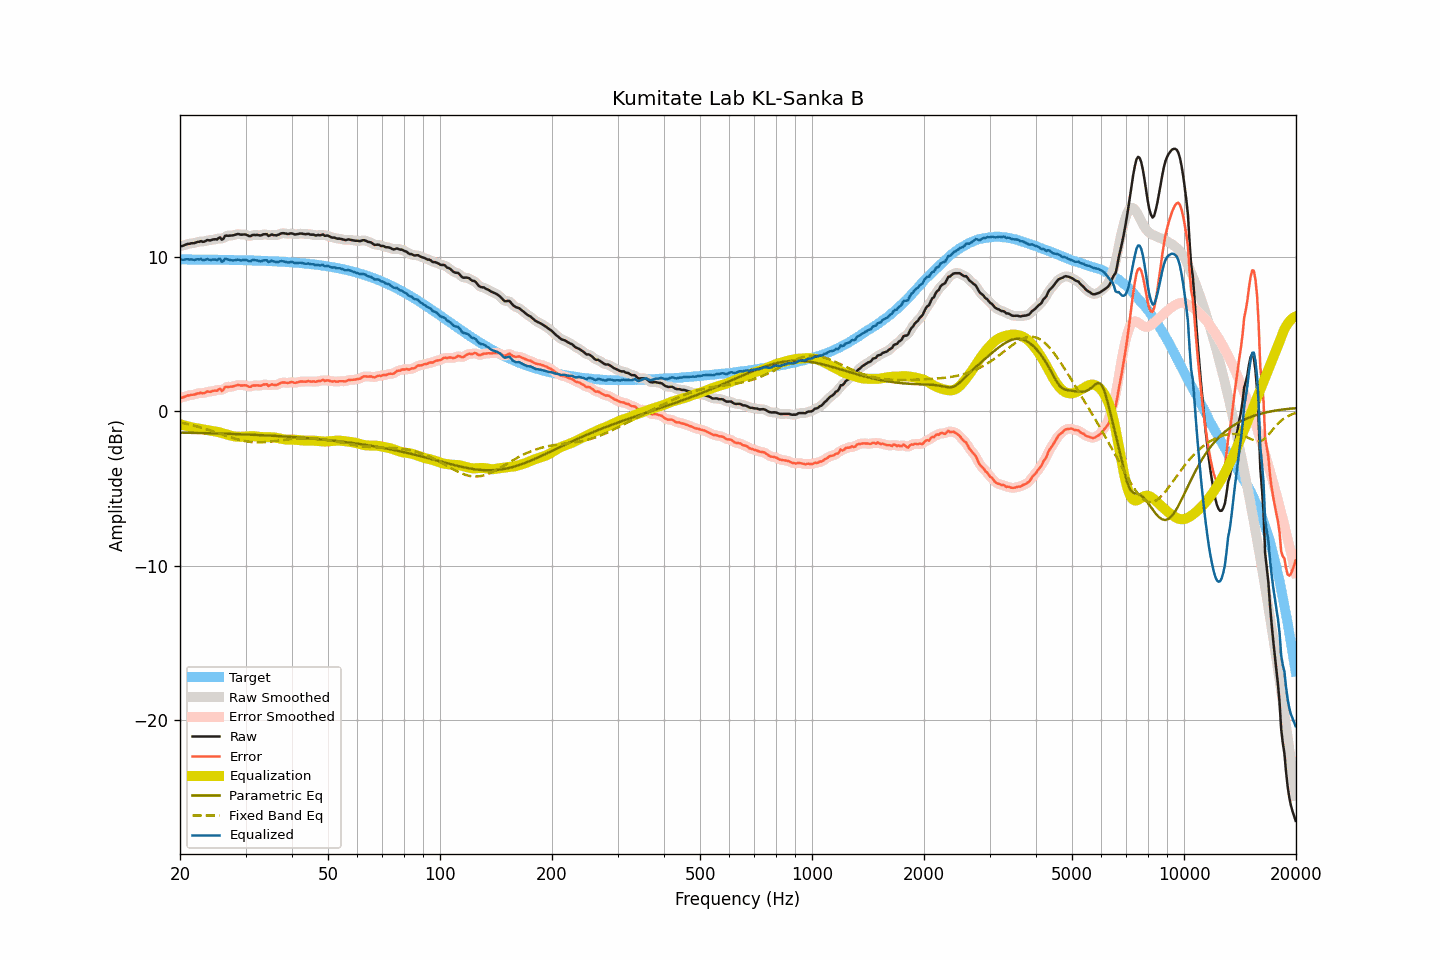 Kumitate Lab KL-Sanka B
Amplitude (dBr)
10
0
−10
−20
Target
Raw Smoothed
Error Smoothed
Raw
Error
Equalization
Parametric Eq
Fixed Band Eq
Equalized
20 50 100 200 500 1000 2000 5000 10000 20000
Frequency (Hz)